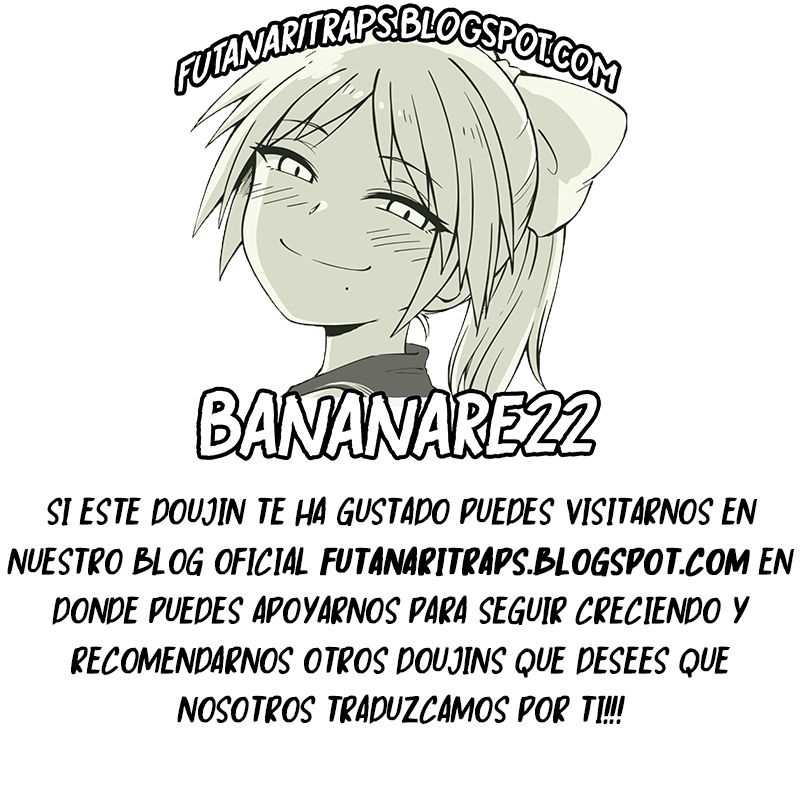 FUTANARITRAPS.BLOGSPOT.COM
BANANARE22
SI ESTE DOUJIN TE HA GUSTADO PUEDES VISITARNOS EN
NUESTRO BLOG OFICIAL FUTANARITRAPS.BLOGSPOT.COM EN
DONDE PUEDES APOYARNOS PARA SEGUIR CRECIENDO Y
RECOMENDARNOS OTROS DOUJINS QUE DESEES QUE
NOSOTROS TRADUZCAMOS POR TI!!!